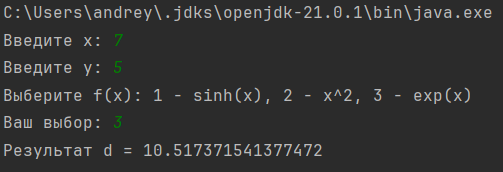 C:\Users\andrey\.jdks\openjdk-21.0.1\bin\java.exe
Введите x: 7
Введите y: 5
Выберите f(x): 1 - sinh(x), 2 - x^2, 3 - exp(x)
Ваш выбор: 3
Результат d = 10.517371541377472